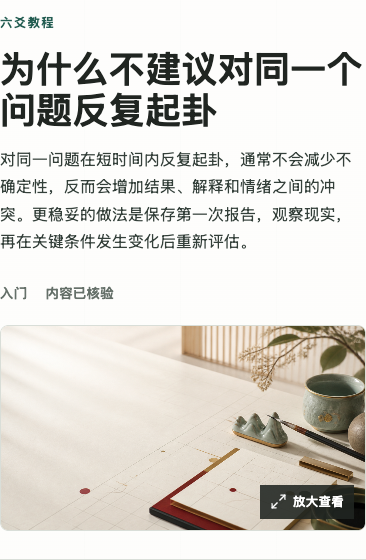 六爻教程
为什么不建议对同一个
问题反复起卦
对同一问题在短时间内反复起卦，通常不会减少不
确定性，反而会增加结果、解释和情绪之间的冲
突。更稳妥的做法是保存第一次报告，观察现实，
再在关键条件发生变化后重新评估。
入门 内容已核验
放大查看